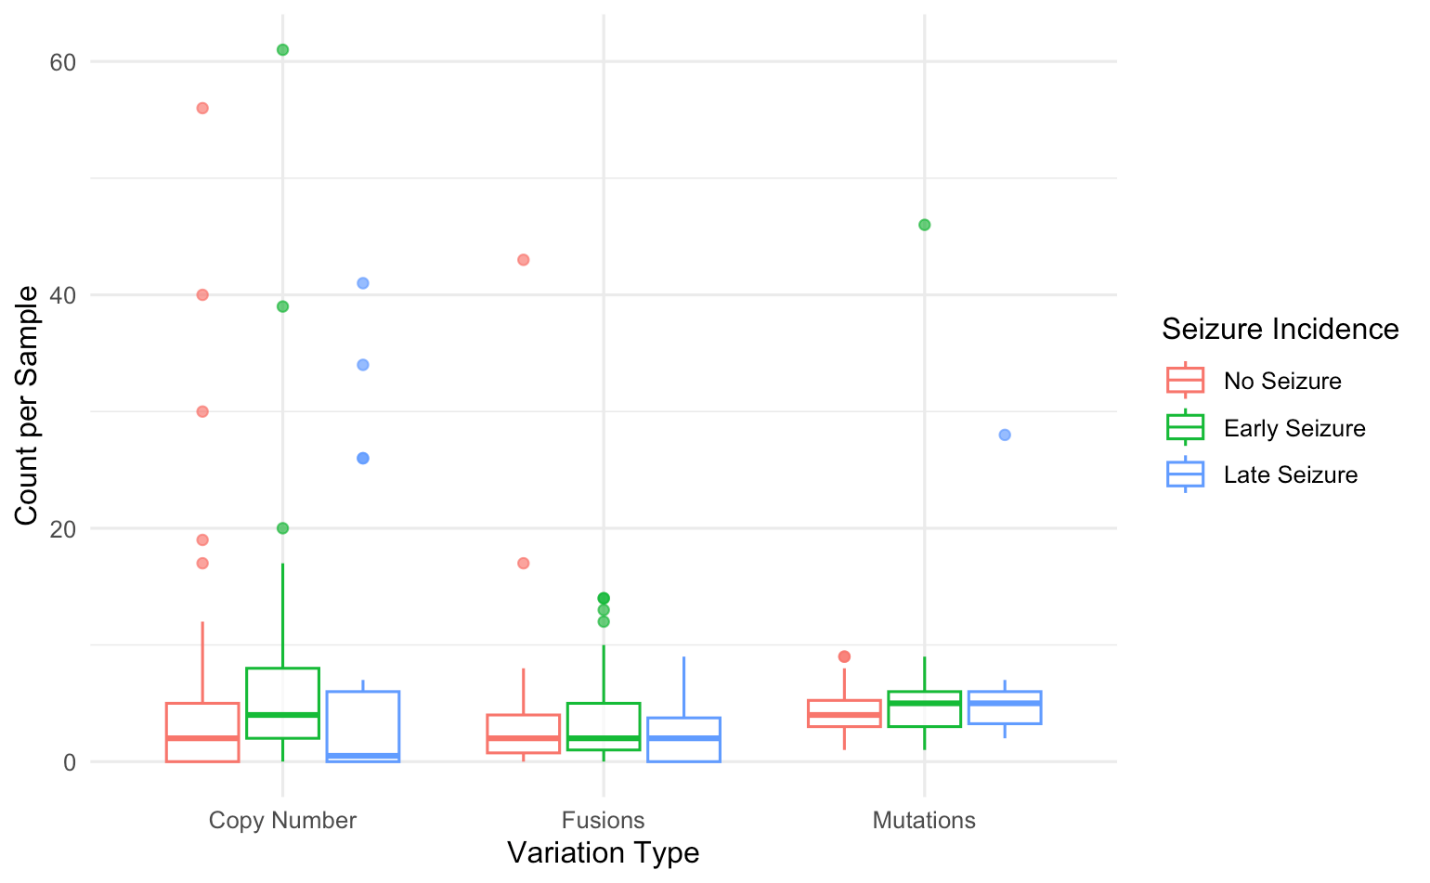 60
40
20
0
Count per Sample
Copy Number
Fusions
Mutations
Variation Type
Seizure Incidence
No Seizure
Early Seizure
Late Seizure